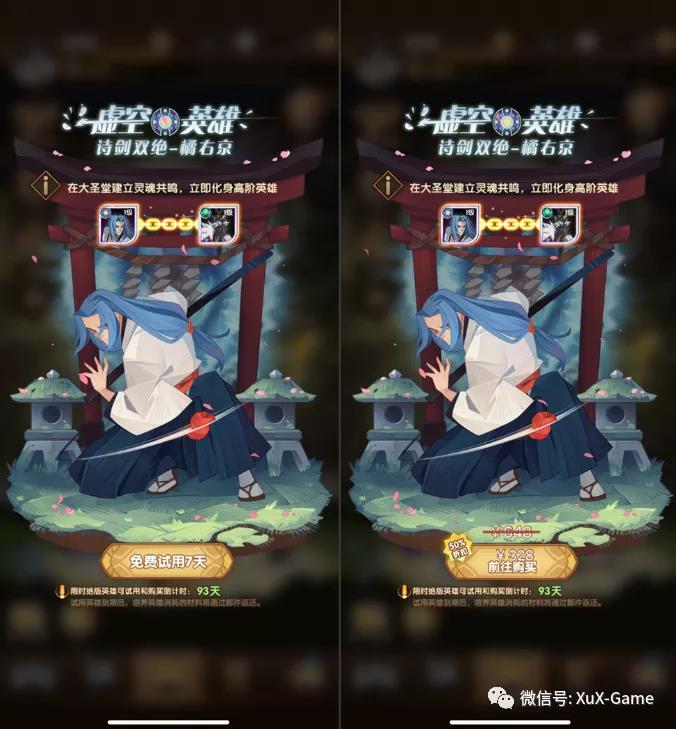 虚空英雄
诗剑双绝-橘右京
在大圣堂建立灵魂共鸣,立即化身高阶英雄
1级
1级
免费试用7天
限时绝版英雄可试用和购买倒计时: 93天
试用英雄到期后,培养英雄消耗的材料将通过邮件返还。
虚空英雄
诗剑双绝-橘右京
在大圣堂建立灵魂共鸣,立即化身高阶英雄
1级
1级
¥648
50%
折扣
¥328
前往购买
限时绝版英雄可试用和购买倒计时: 93天
试用英雄到期后,培养英雄消耗的材料将通过邮件返还。
微信号: XuX-Game